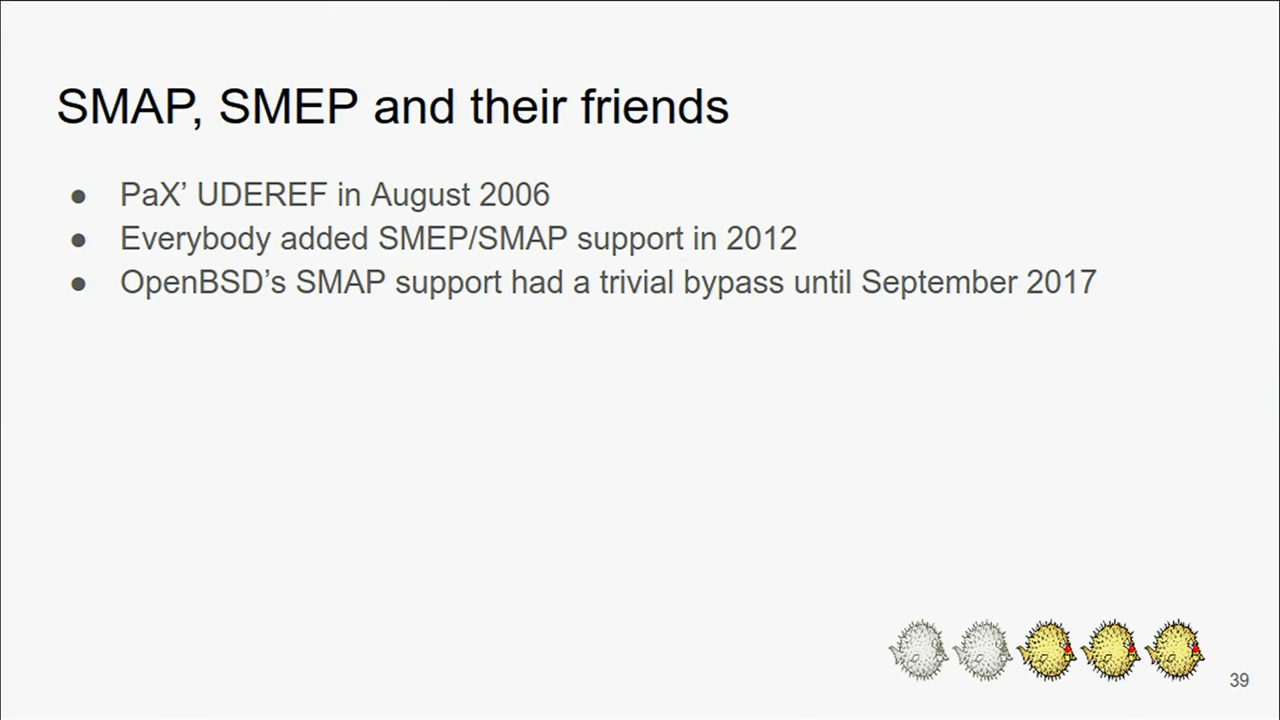 SMAP, SMEP and their friends
● PaX’ UDEREF in August 2006
● Everybody added SMEP/SMAP support in 2012
● OpenBSD’s SMAP support had a trivial bypass until September 2017
39